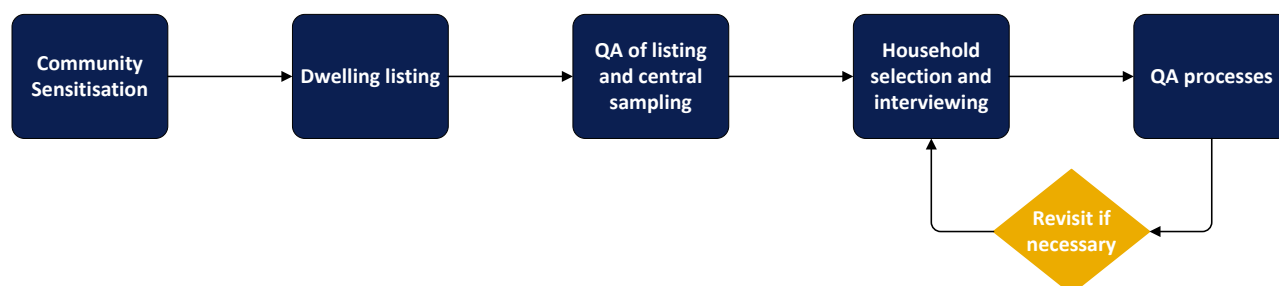 Community
Sensitisation
Dwelling listing
QA of listing
and central
sampling
Household
selection and
interviewing
QA processes
Revisit if
necessary